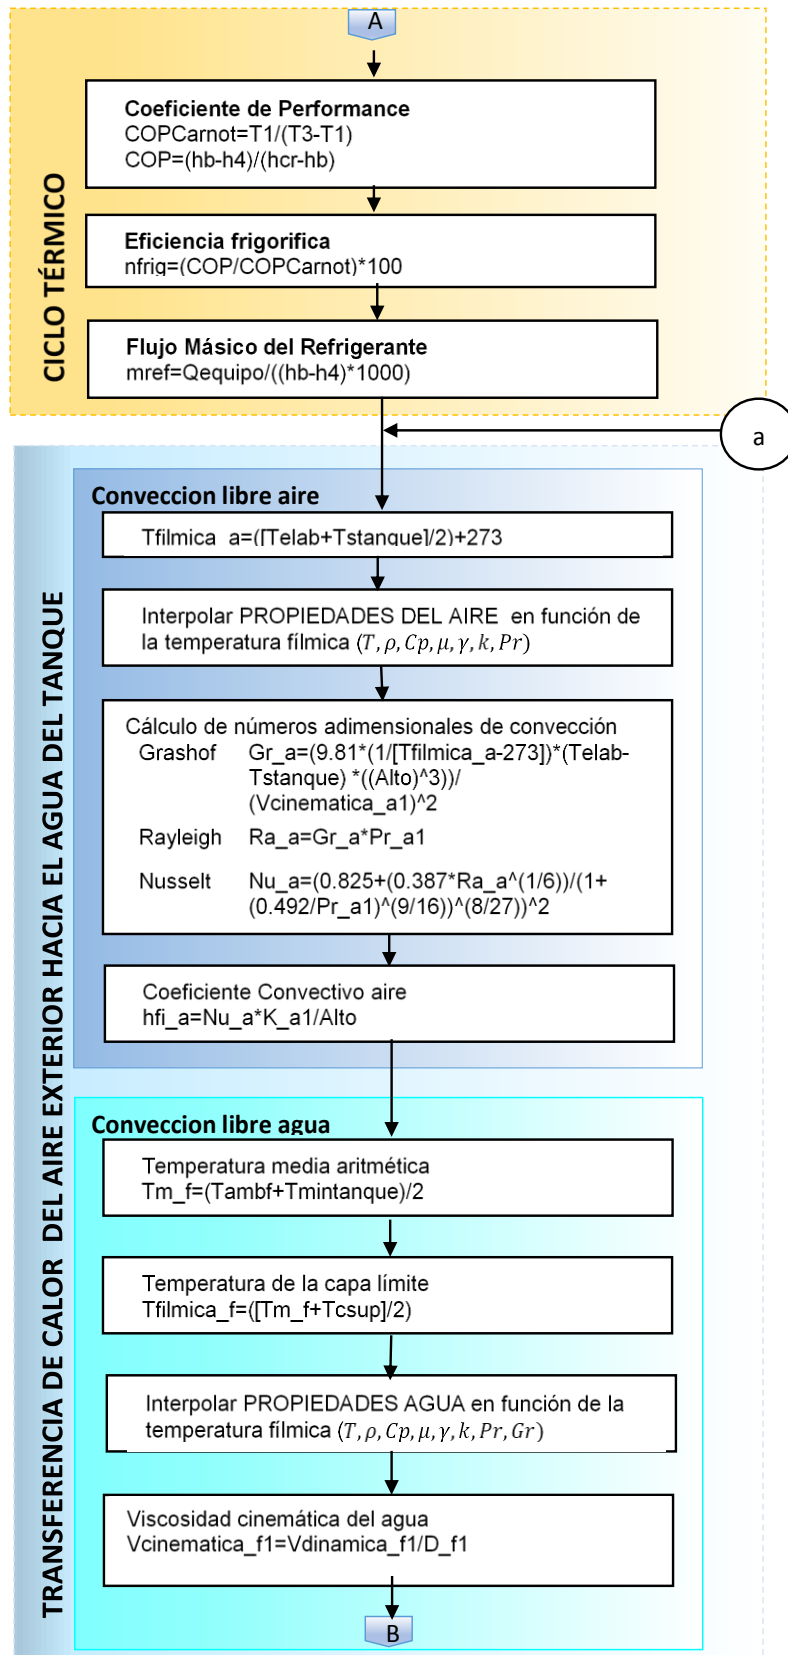 A
CICLO TÉRMICO
Coeficiente de Performance
COPCarnot=T1/(T3-T1)
COP=(hb-h4)/(hcr-hb)
Eficiencia frigorifica
nfrig=(COP/COPCarnot)*100
Flujo Másico del Refrigerante
mref=Qequipo/((hb-h4)*1000)
a
TRANSFERENCIA DE CALOR DEL AIRE EXTERIOR HACIA EL AGUA DEL TANQUE
Conveccion libre aire
Tfilmica_a=([Telab+Tstanque]/2)+273
Interpolar PROPIEDADES DEL AIRE en función de
la temperatura fílmica (T, ρ, Cp, μ, γ, k, Pr)
Cálculo de números adimensionales de convección
Grashof Gr_a=(9.81*(1/[Tfilmica_a-273])*(Telab-
Tstanque) *((Alto)^3))/
(Vcinematica_a1)^2
Rayleigh Ra_a=Gr_a*Pr_a1
Nusselt Nu_a=(0.825+(0.387*Ra_a^(1/6))/(1+
(0.492/Pr_a1)^(9/16))^(8/27))^2
Coeficiente Convectivo aire
hfi_a=Nu_a*K_a1/Alto
Conveccion libre agua
Temperatura media aritmética
Tm_f=(Tambf+Tmintanque)/2
Temperatura de la capa límite
Tfilmica_f=([Tm_f+Tcsup]/2)
Interpolar PROPIEDADES AGUA en función de la
temperatura fílmica (T, ρ, Cp, μ, γ, k, Pr, Gr)
Viscosidad cinemática del agua
Vcinematica_f1=Vdinamica_f1/D_f1
B